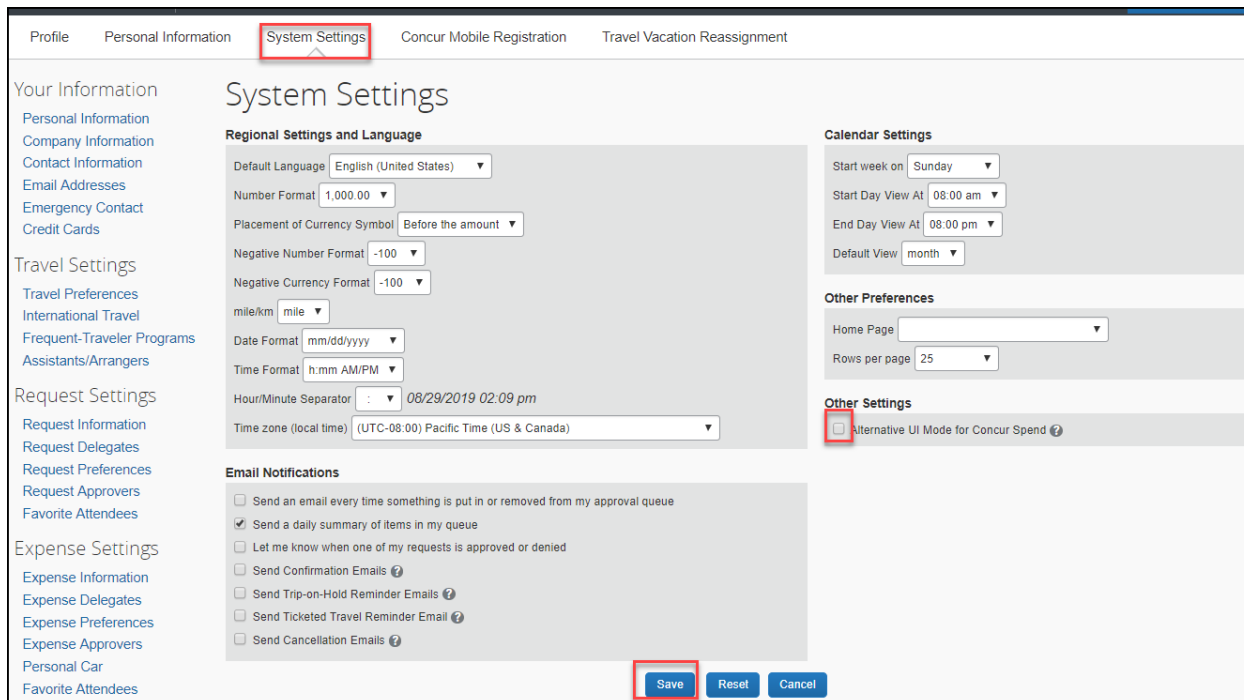 Profile Personal Information System Settings Concur Mobile Registration Travel Vacation Reassignment
Your Information
Personal Information
Company Information
Contact Information
Email Addresses
Emergency Contact
Credit Cards
Travel Settings
Travel Preferences
International Travel
Frequent-Traveler Programs
Assistants/Arrangers
Request Settings
Request Information
Request Delegates
Request Preferences
Request Approvers
Favorite Attendees
Expense Settings
Expense Information
Expense Delegates
Expense Preferences
Expense Approvers
Personal Car
Favorite Attendees
System Settings
Regional Settings and Language
Default Language English (United States)
Number Format 1,000.00
Placement of Currency Symbol Before the amount
Negative Number Format -100
Negative Currency Format -100
mile/km mile
Date Format mm/dd/yyyy
Time Format h:mm AM/PM
Hour/Minute Separator : 08/29/2019 02:09 pm
Time zone (local time) (UTC-08:00) Pacific Time (US & Canada)
Email Notifications
Send an email every time something is put in or removed from my approval queue
Send a daily summary of items in my queue
Let me know when one of my requests is approved or denied
Send Confirmation Emails ?
Send Trip-on-Hold Reminder Emails ?
Send Ticketed Travel Reminder Email ?
Send Cancellation Emails ?
Calendar Settings
Start week on Sunday
Start Day View At 08:00 am
End Day View At 08:00 pm
Default View month
Other Preferences
Home Page
Rows per page 25
Other Settings
Alternative UI Mode for Concur Spend ?
Save Reset Cancel